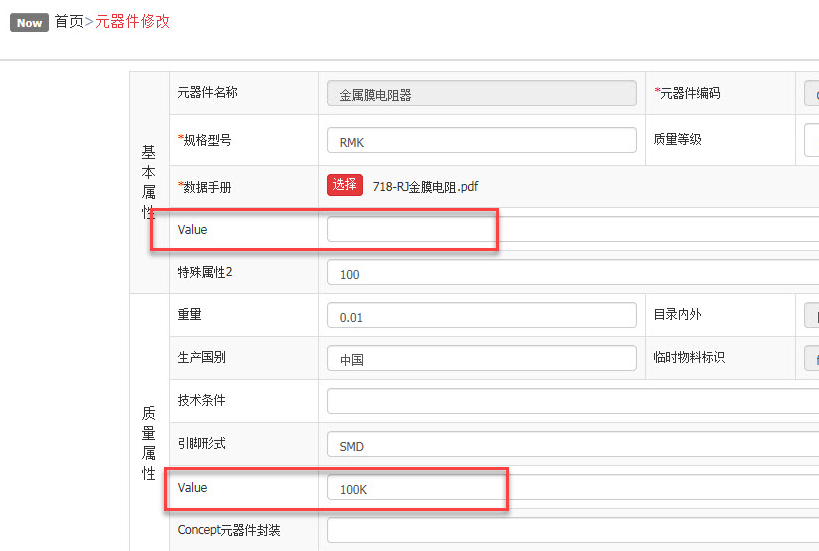 Now 首页>元器件修改
元器件名称 金属膜电阻器 *元器件编码
*规格型号 RMK 质量等级
基本属性
*数据手册 选择 718-RJ金膜电阻.pdf
Value
特殊属性2 100
重量 0.01 目录内外
生产国别 中国 临时物料标识
技术条件
质量属性
引脚形式 SMD
Value 100K
Concept元器件封装